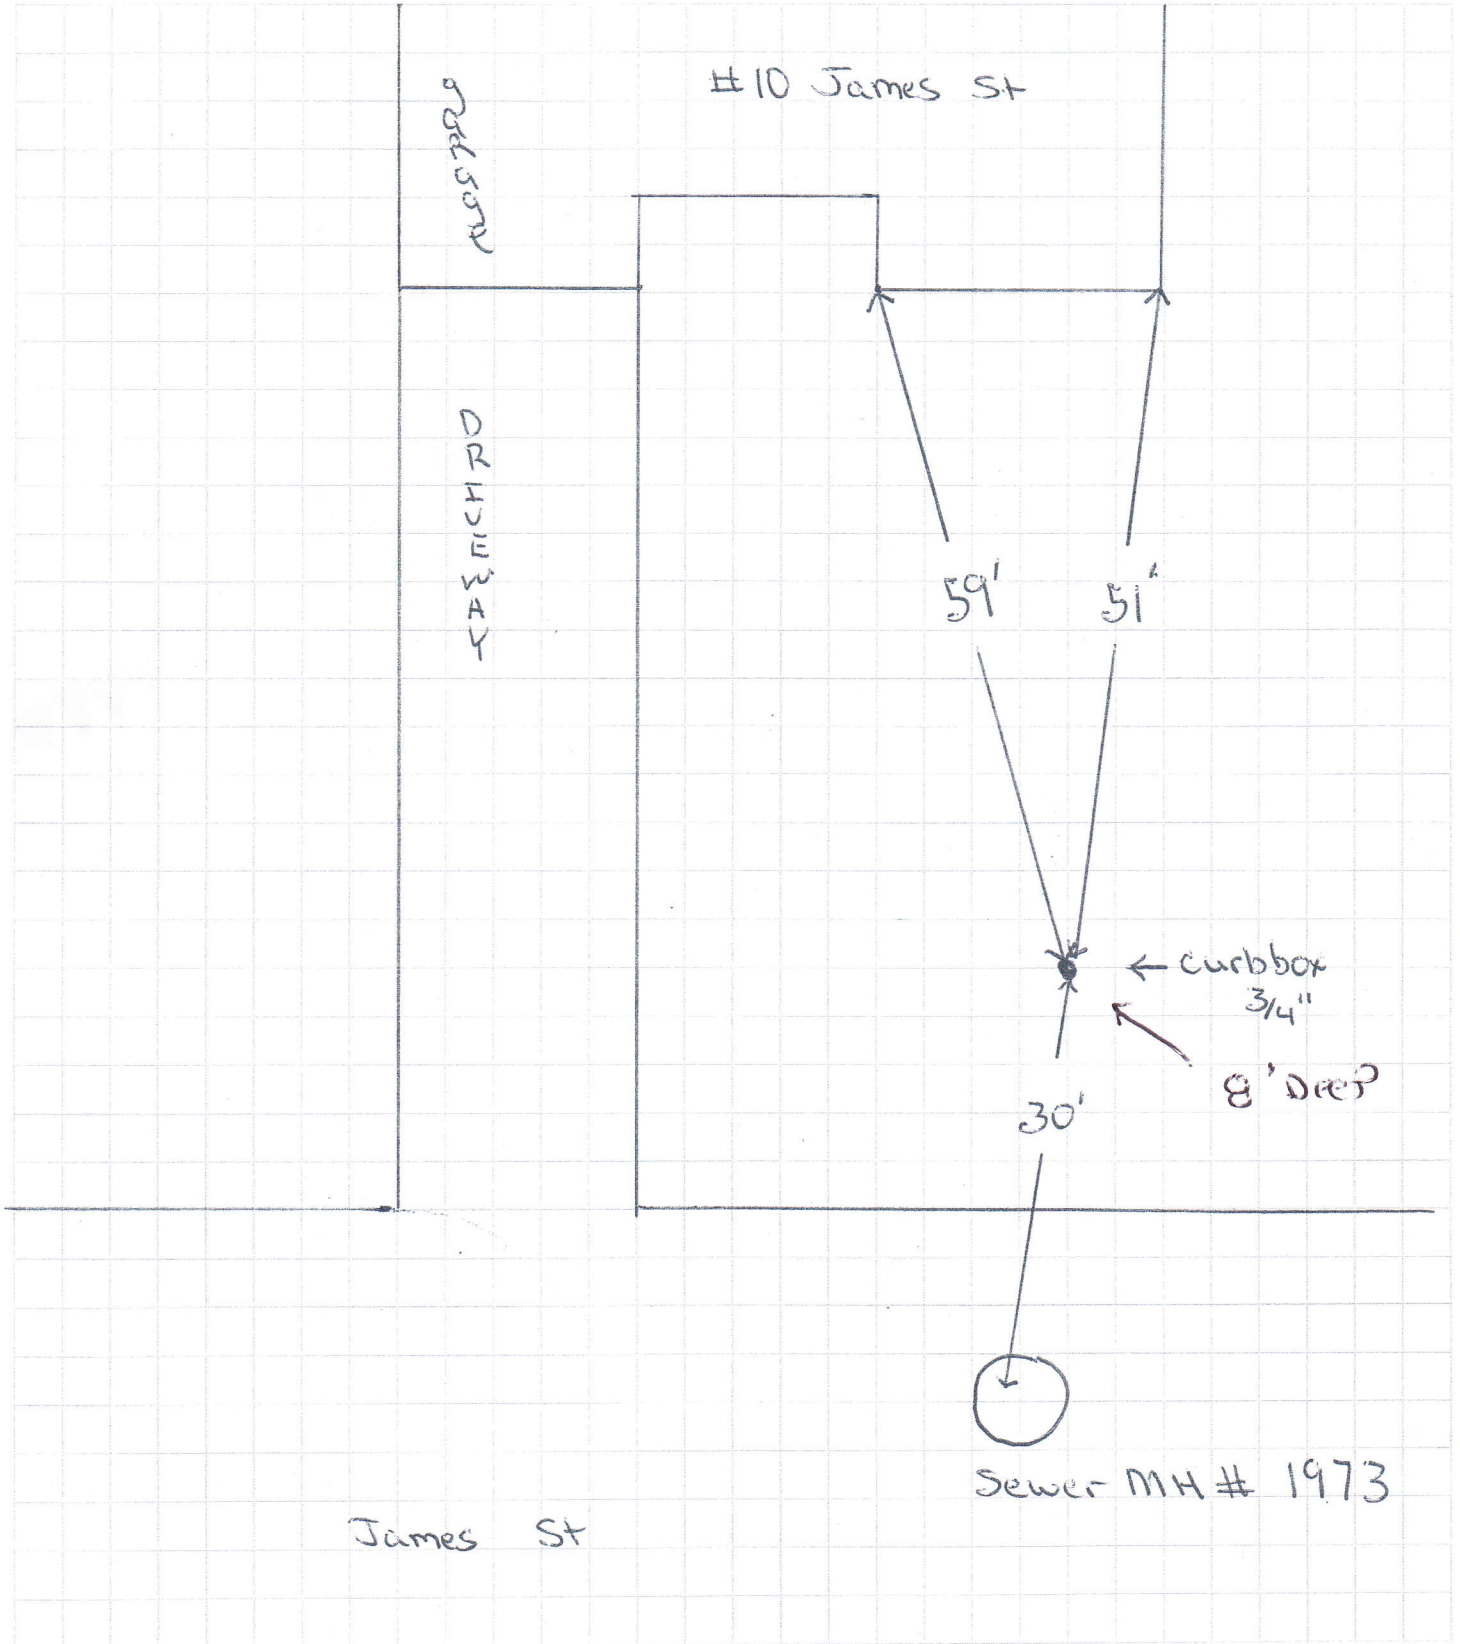 #10 James St
garage
DRIVEWAY
59' 51'
← curbbox
3/4"
8' Deep
30'
Sewer MH # 1973
James St